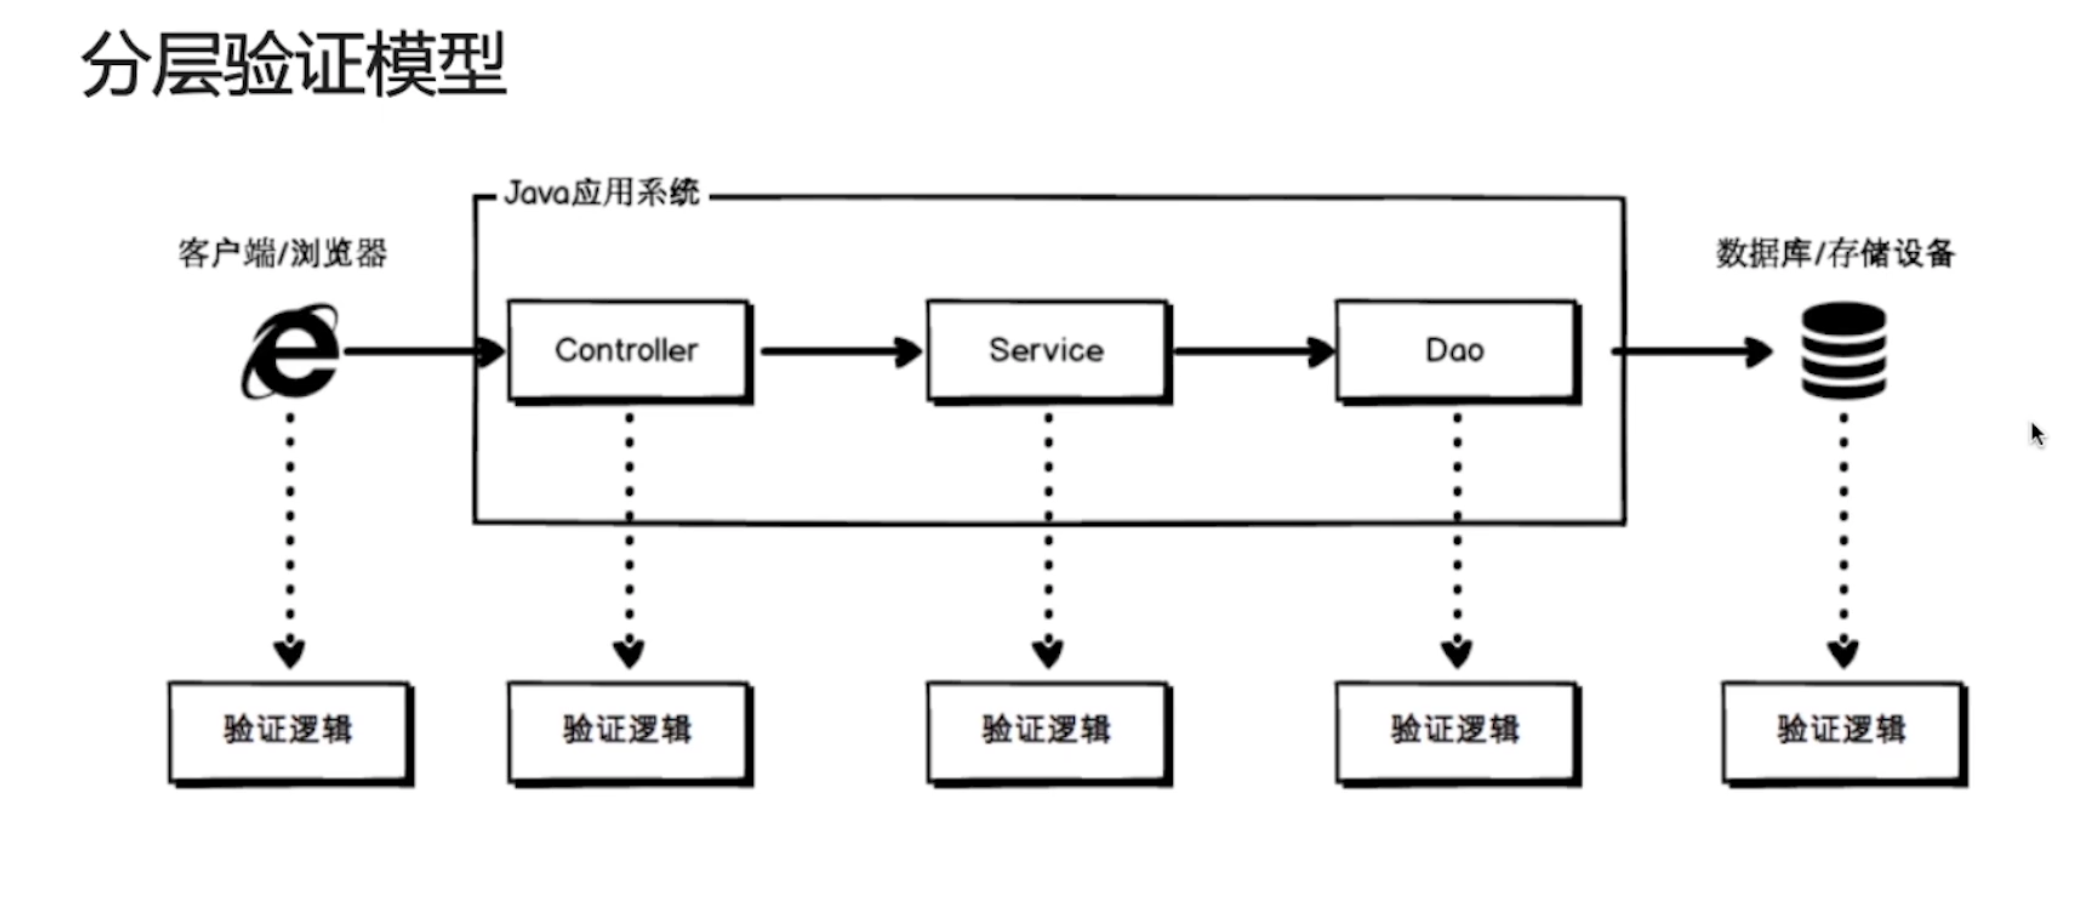 分层验证模型
Java应用系统
客户端/浏览器
数据库/存储设备
Controller
Service
Dao
验证逻辑
验证逻辑
验证逻辑
验证逻辑
验证逻辑